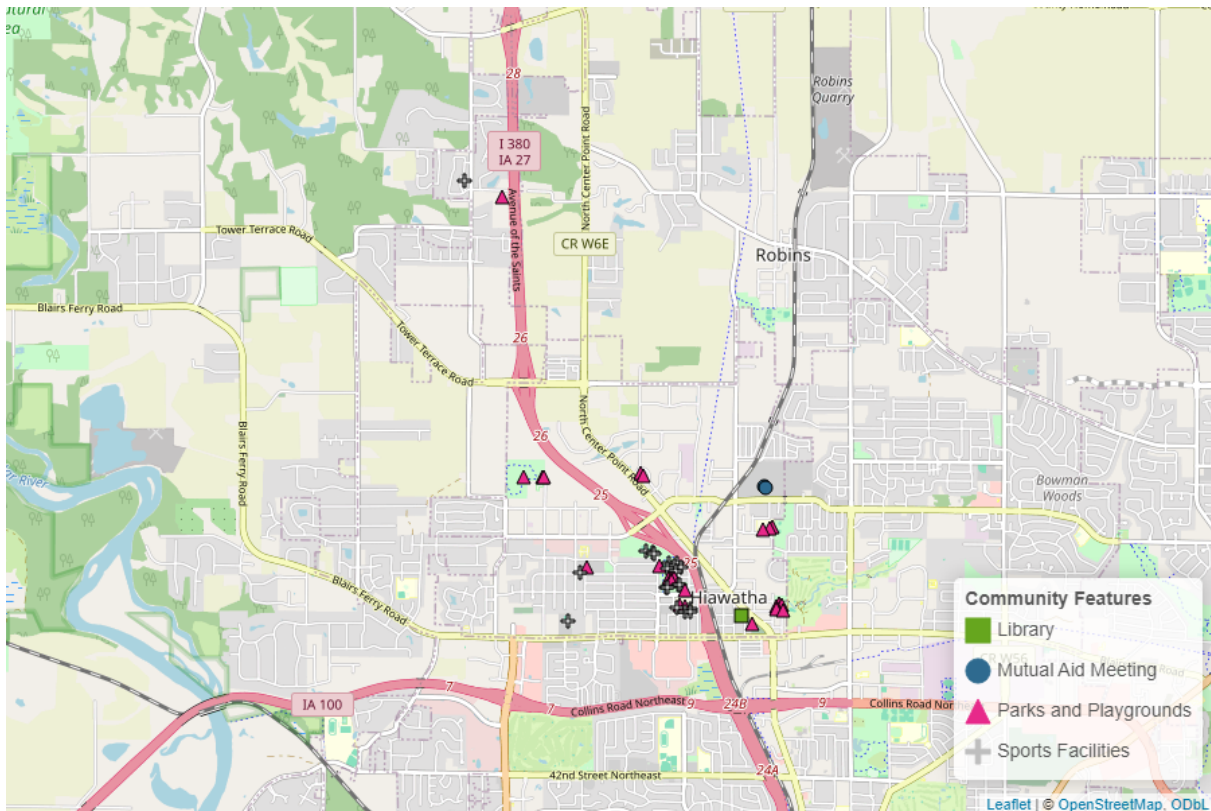 28
I 380
IA 27
Robins
Quarry
North Center Point Road
Avenue of the Saints
CR W6E
Tower Terrace Road
Robins
Blairs Ferry Road
26
Tower Terrace Road
North Center Point Road
26
Blairs Ferry Road
25
Bowman
Woods
River
25
Hiawatha
Blairs Ferry Road
CR W56
Road
7
IA 100
7
Collins Road Northeast
9
24B
9
Collins Road
42nd Street Northeast
24A
Community Features
Library
Mutual Aid Meeting
Parks and Playgrounds
Sports Facilities
Leaflet | © OpenStreetMap, ODbL